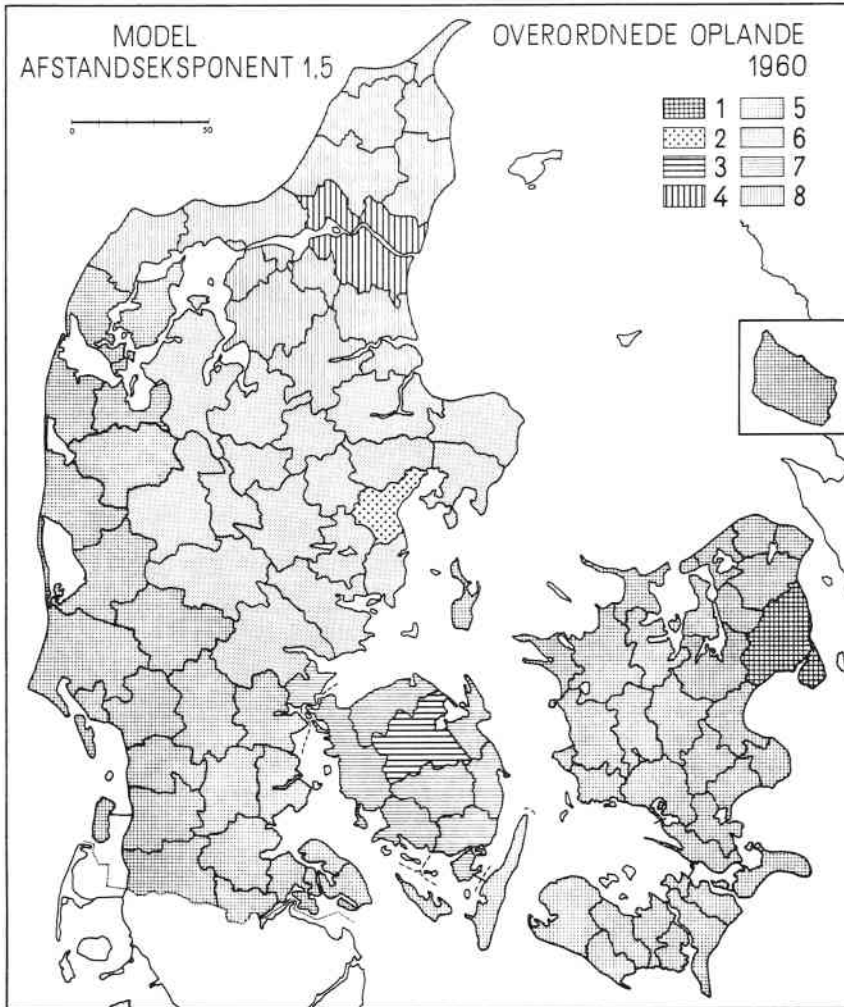 MODEL
AFSTANDSEKSPONENT 1,5
0 50
OVERORDNEDE OPLANDE
1960
1 5
2 6
3 7
4 8